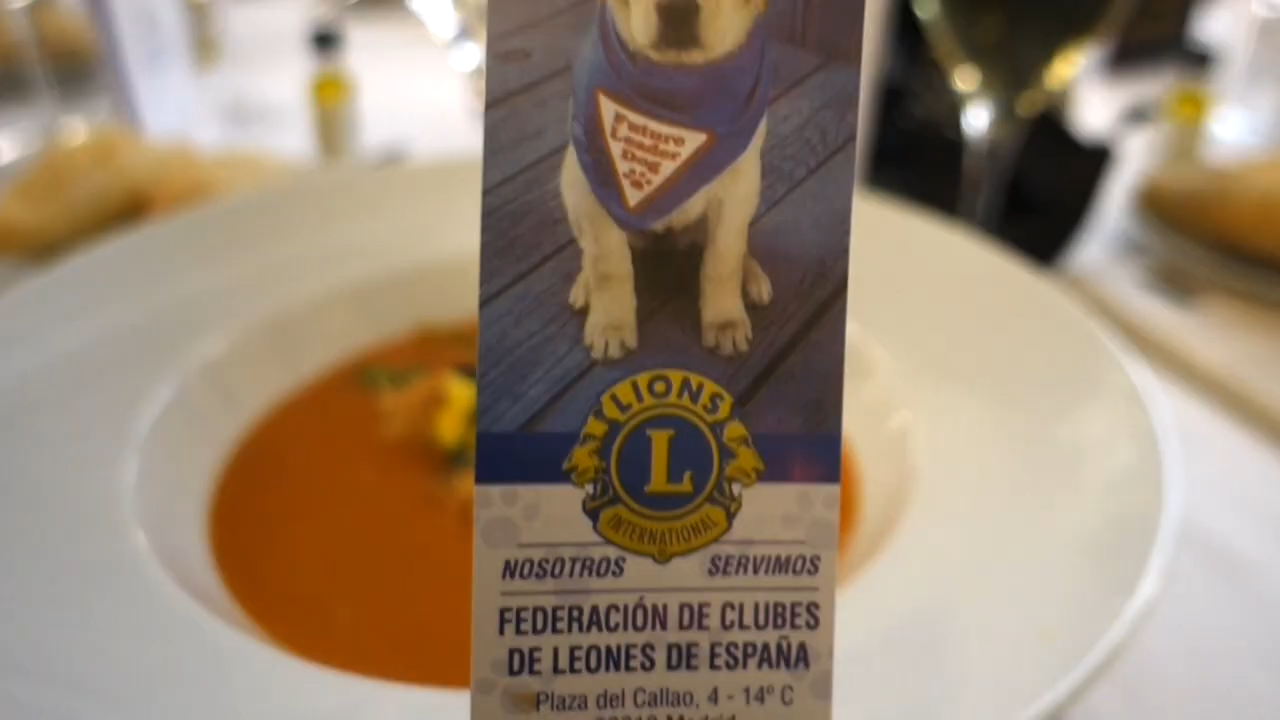 Future
Leader
Dog
LIONS
L
INTERNATIONAL
NOSOTROS SERVIMOS
FEDERACIÓN DE CLUBES
DE LEONES DE ESPAÑA
Plaza del Callao, 4 - 14º C
Madrid